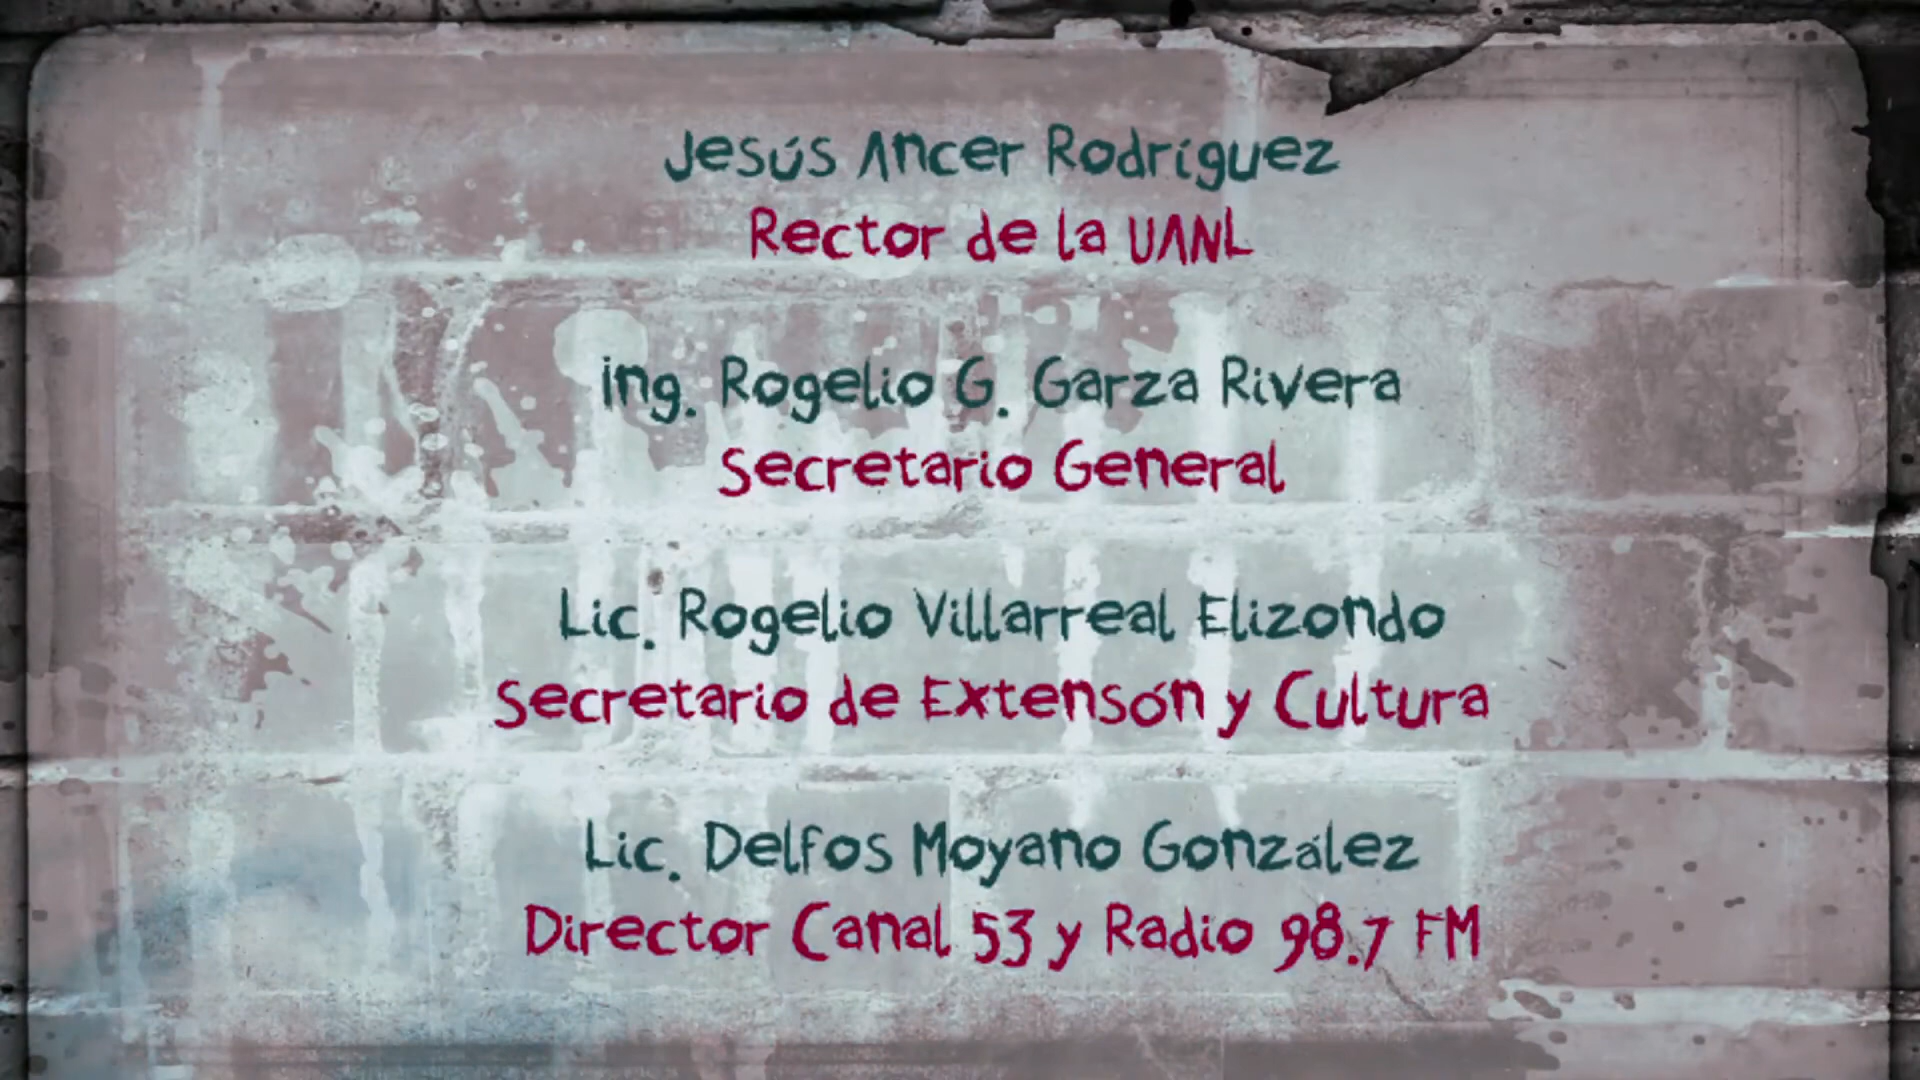 Jesús Ancer Rodríguez
Rector de la UANL
ing. Rogelio G. Garza Rivera
Secretario General
Lic. Rogelio Villarreal Elizondo
Secretario de Extensón y Cultura
Lic. Delfos Moyano González
Director Canal 53 y Radio 98.7 FM